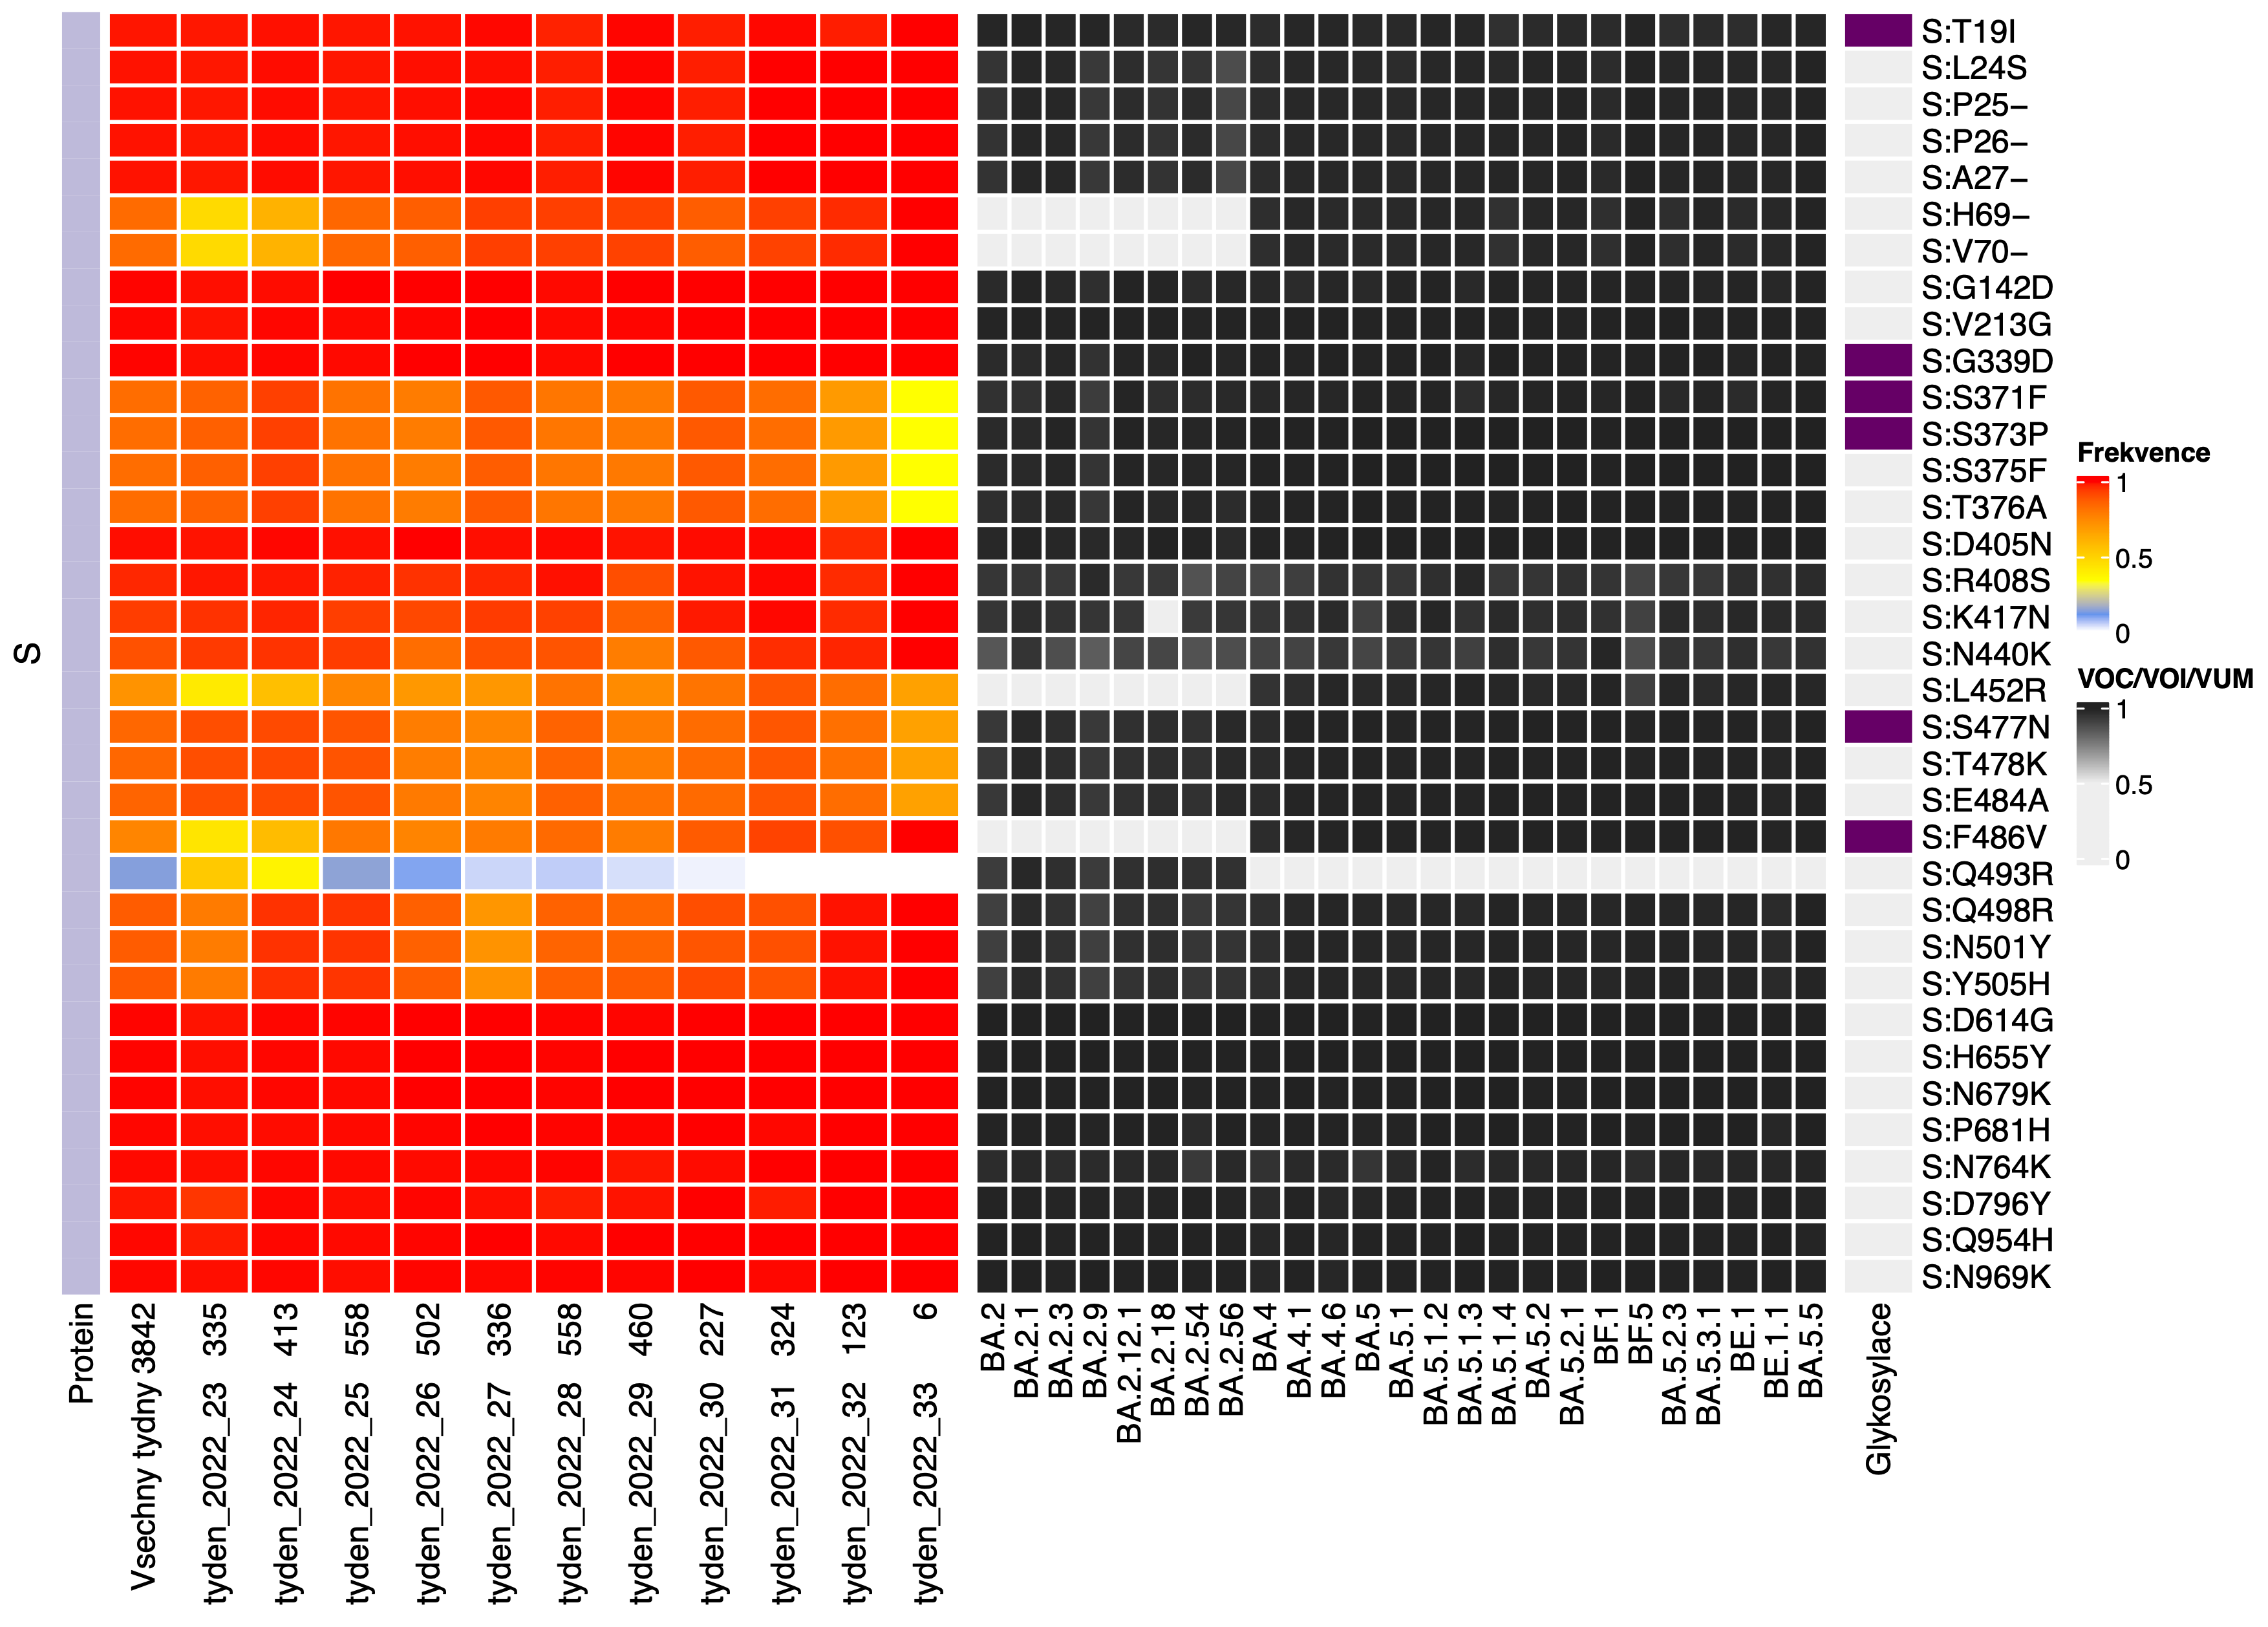 S
S:T19I
S:L24S
S:P25−
S:P26−
S:A27−
S:H69−
S:V70−
S:G142D
S:V213G
S:G339D
S:S371F
S:S373P
S:S375F
S:T376A
S:D405N
S:R408S
S:K417N
S:N440K
S:L452R
S:S477N
S:T478K
S:E484A
S:F486V
S:Q493R
S:Q498R
S:N501Y
S:Y505H
S:D614G
S:H655Y
S:N679K
S:P681H
S:N764K
S:D796Y
S:Q954H
S:N969K
Frekvence
1
0.5
0
VOC/VOI/VUM
1
0.5
0
Protein
Vsechny tydny 3842
tyden_2022_23 335
tyden_2022_24 413
tyden_2022_25 558
tyden_2022_26 502
tyden_2022_27 336
tyden_2022_28 558
tyden_2022_29 460
tyden_2022_30 227
tyden_2022_31 324
tyden_2022_32 123
tyden_2022_33 6
BA.2
BA.2.1
BA.2.3
BA.2.9
BA.2.12.1
BA.2.18
BA.2.54
BA.2.56
BA.4
BA.4.1
BA.4.6
BA.5
BA.5.1
BA.5.1.2
BA.5.1.3
BA.5.1.4
BA.5.2
BA.5.2.1
BF.1
BF.5
BA.5.2.3
BA.5.3.1
BE.1
BE.1.1
BA.5.5
Glykosylace